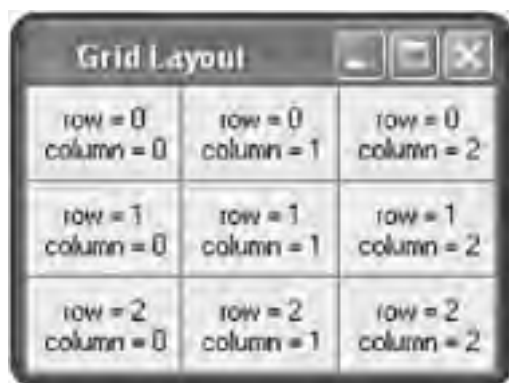 Grid Layout
row = 0 row = 0 row = 0
column = 0 column = 1 column = 2
row = 1 row = 1 row = 1
column = 0 column = 1 column = 2
row = 2 row = 2 row = 2
column = 0 column = 1 column = 2